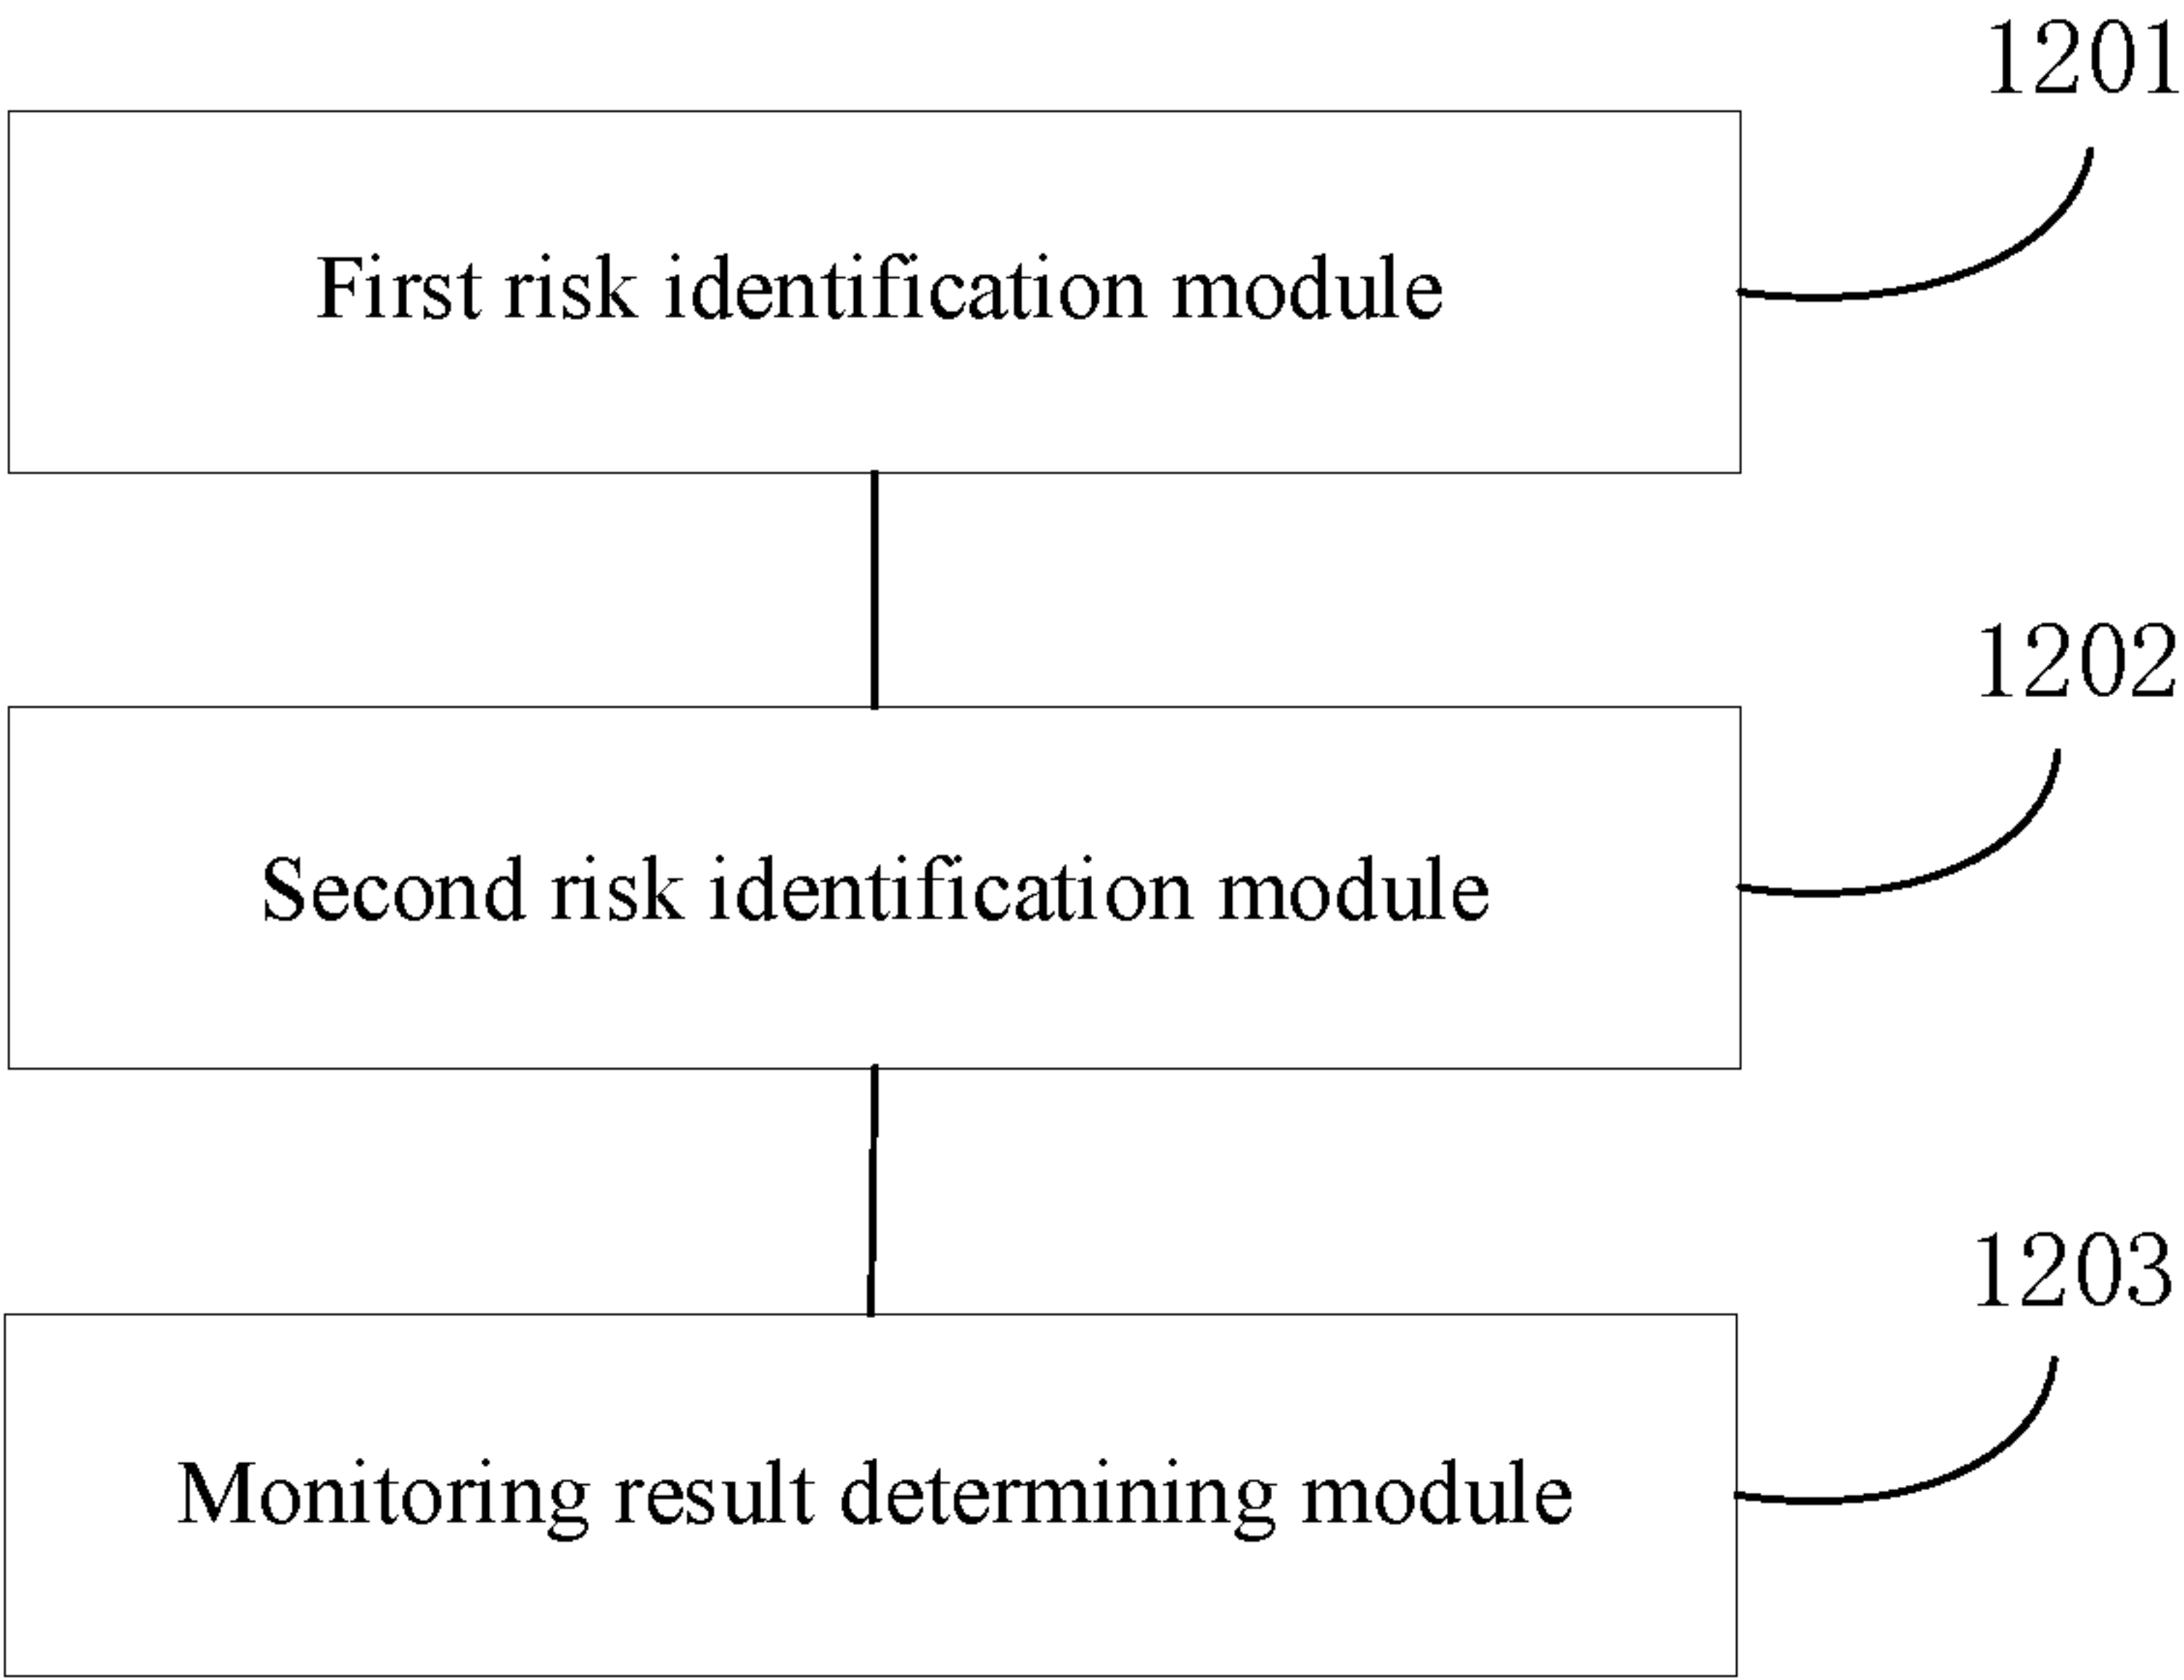 1201
First risk identification module
1202
Second risk identification module
1203
Monitoring result determining module